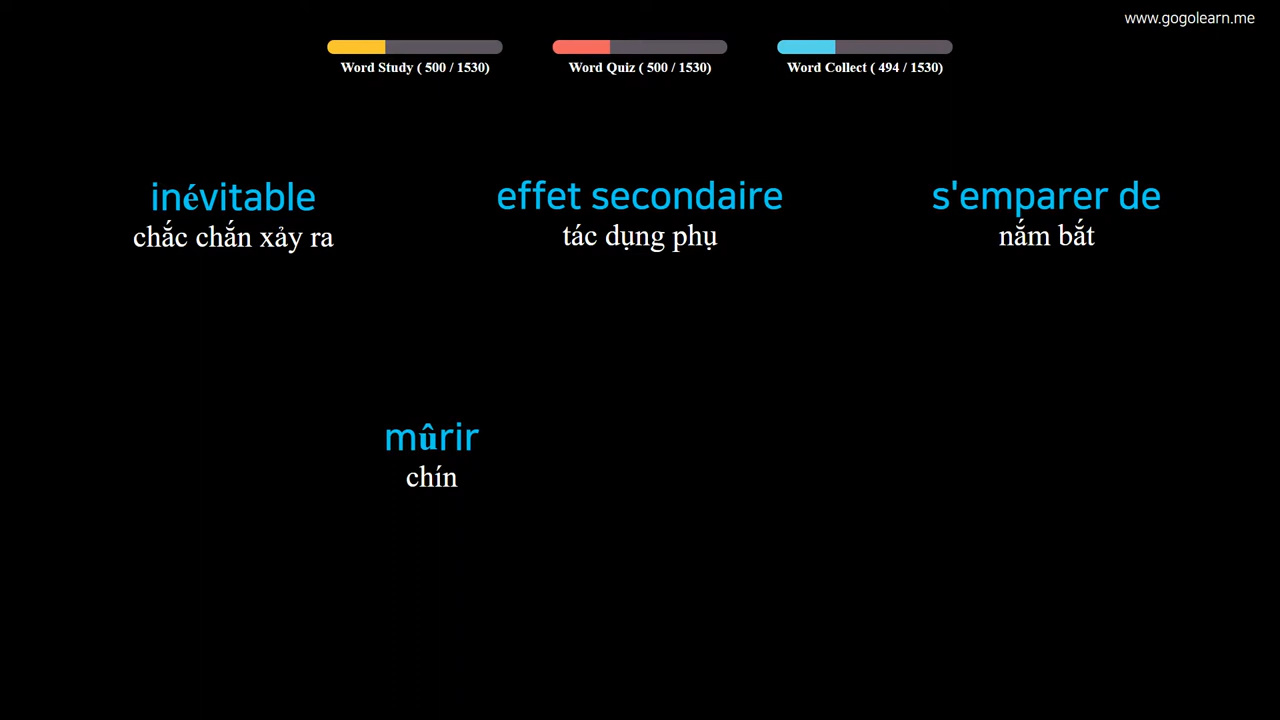 www.gogolearn.me
Word Study ( 500 / 1530)
Word Quiz ( 500 / 1530)
Word Collect ( 494 / 1530)
inévitable
chắc chắn xảy ra
effet secondaire
tác dụng phụ
s'emparer de
nắm bắt
mûrir
chín